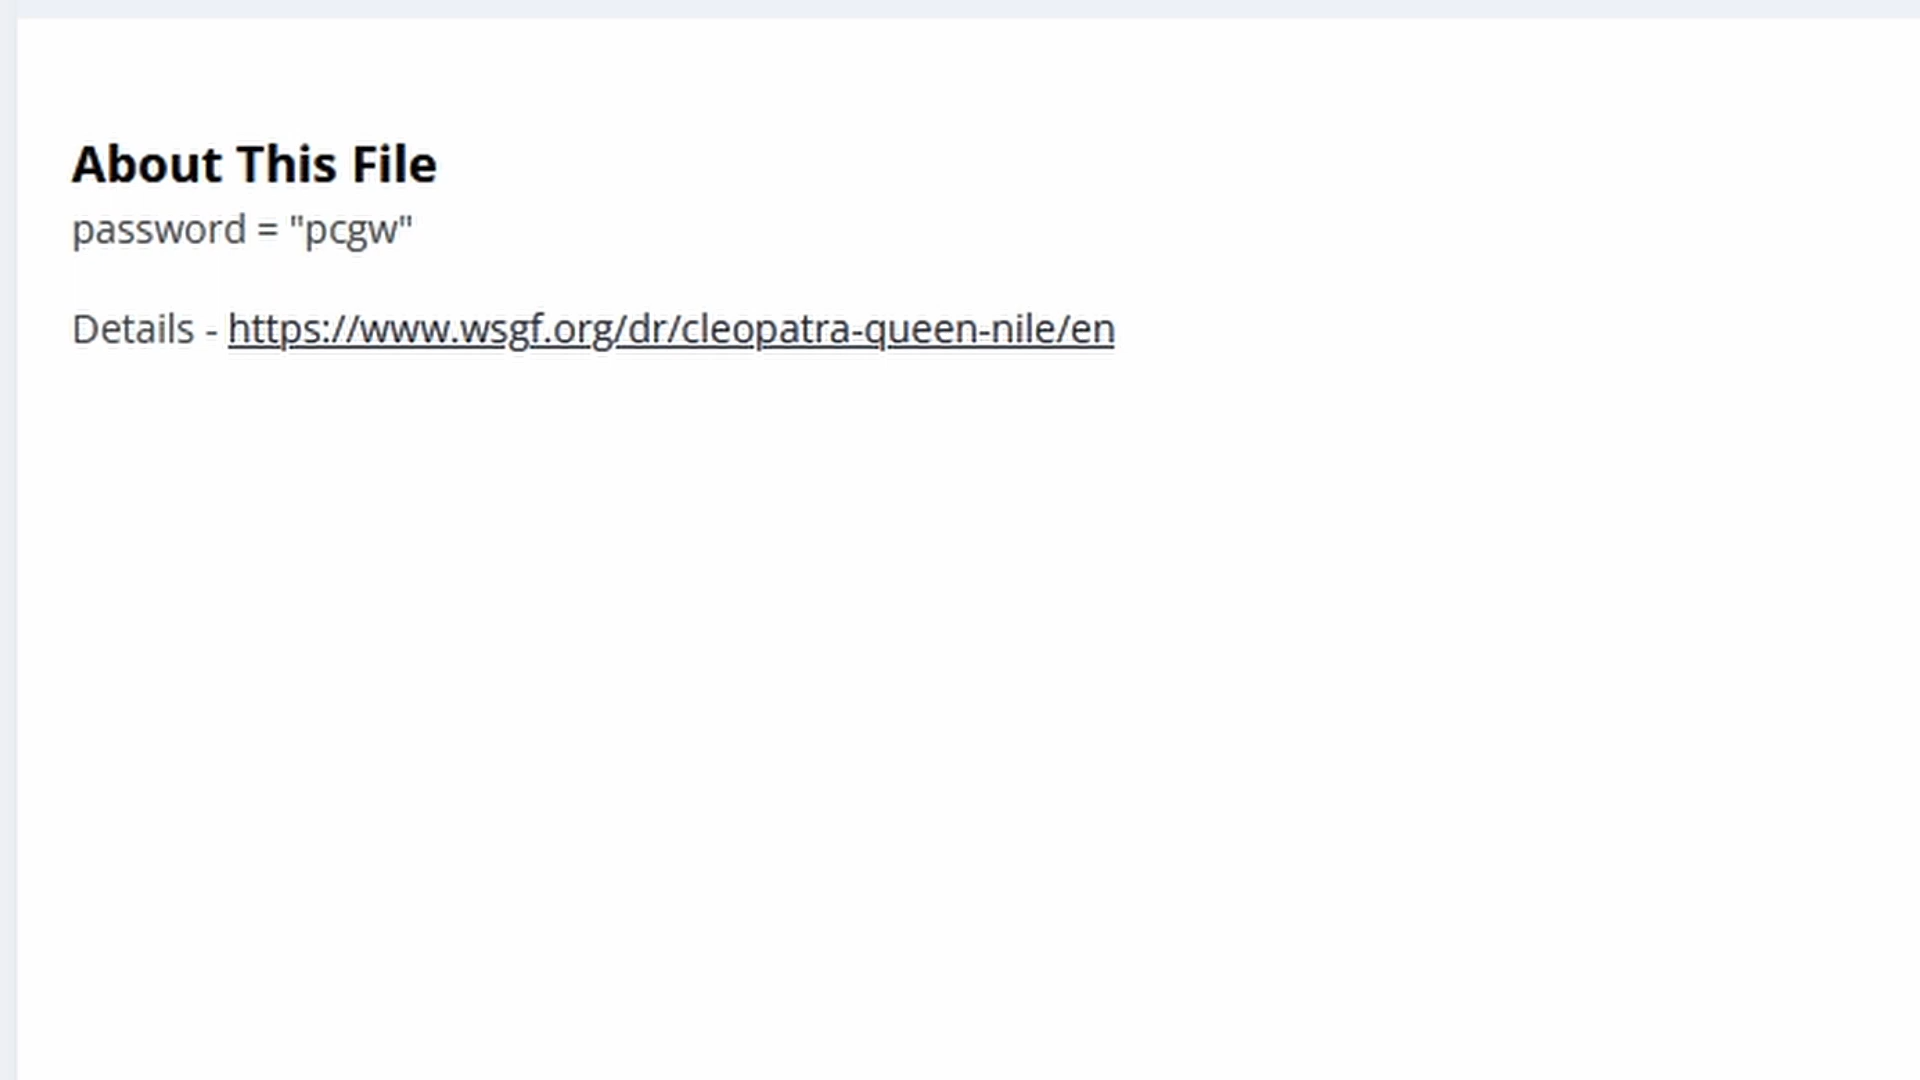 About This File
password = "pcgw"
Details - https://www.wsgf.org/dr/cleopatra-queen-nile/en